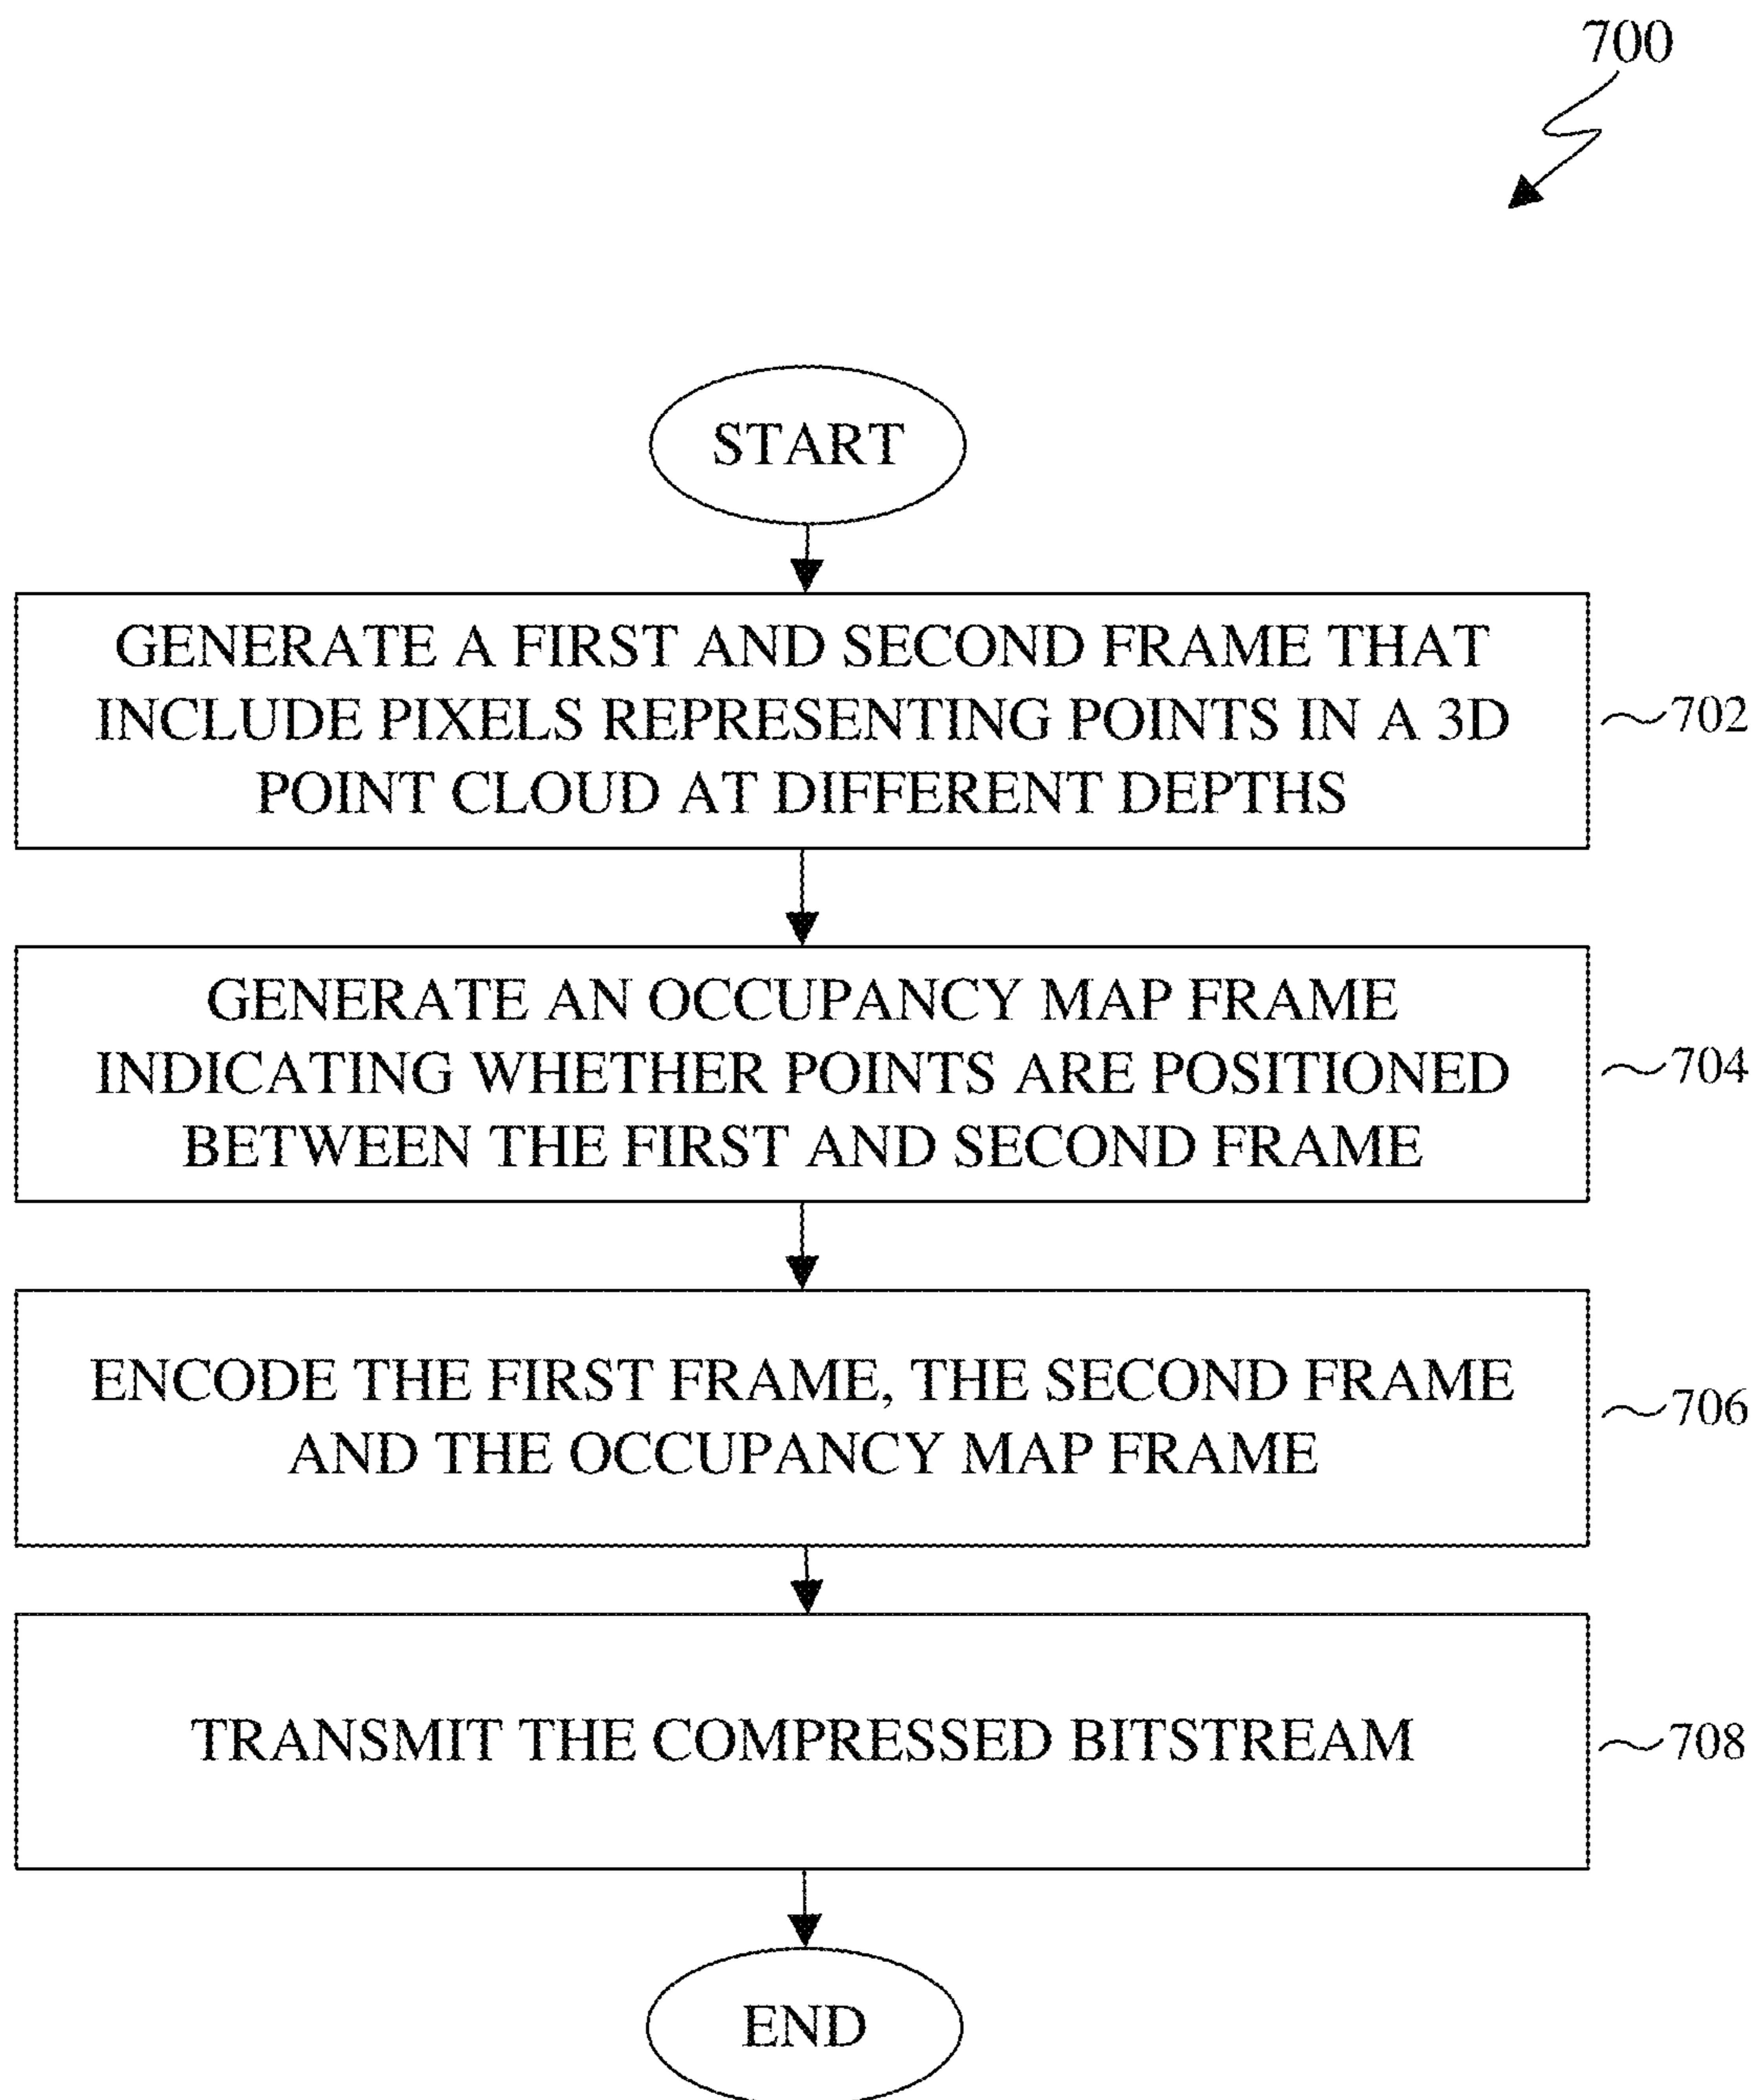 700
START
GENERATE A FIRST AND SECOND FRAME THAT
INCLUDE PIXELS REPRESENTING POINTS IN A 3D
POINT CLOUD AT DIFFERENT DEPTHS
702
GENERATE AN OCCUPANCY MAP FRAME
INDICATING WHETHER POINTS ARE POSITIONED
BETWEEN THE FIRST AND SECOND FRAME
704
ENCODE THE FIRST FRAME, THE SECOND FRAME
AND THE OCCUPANCY MAP FRAME
706
TRANSMIT THE COMPRESSED BITSTREAM
708
END